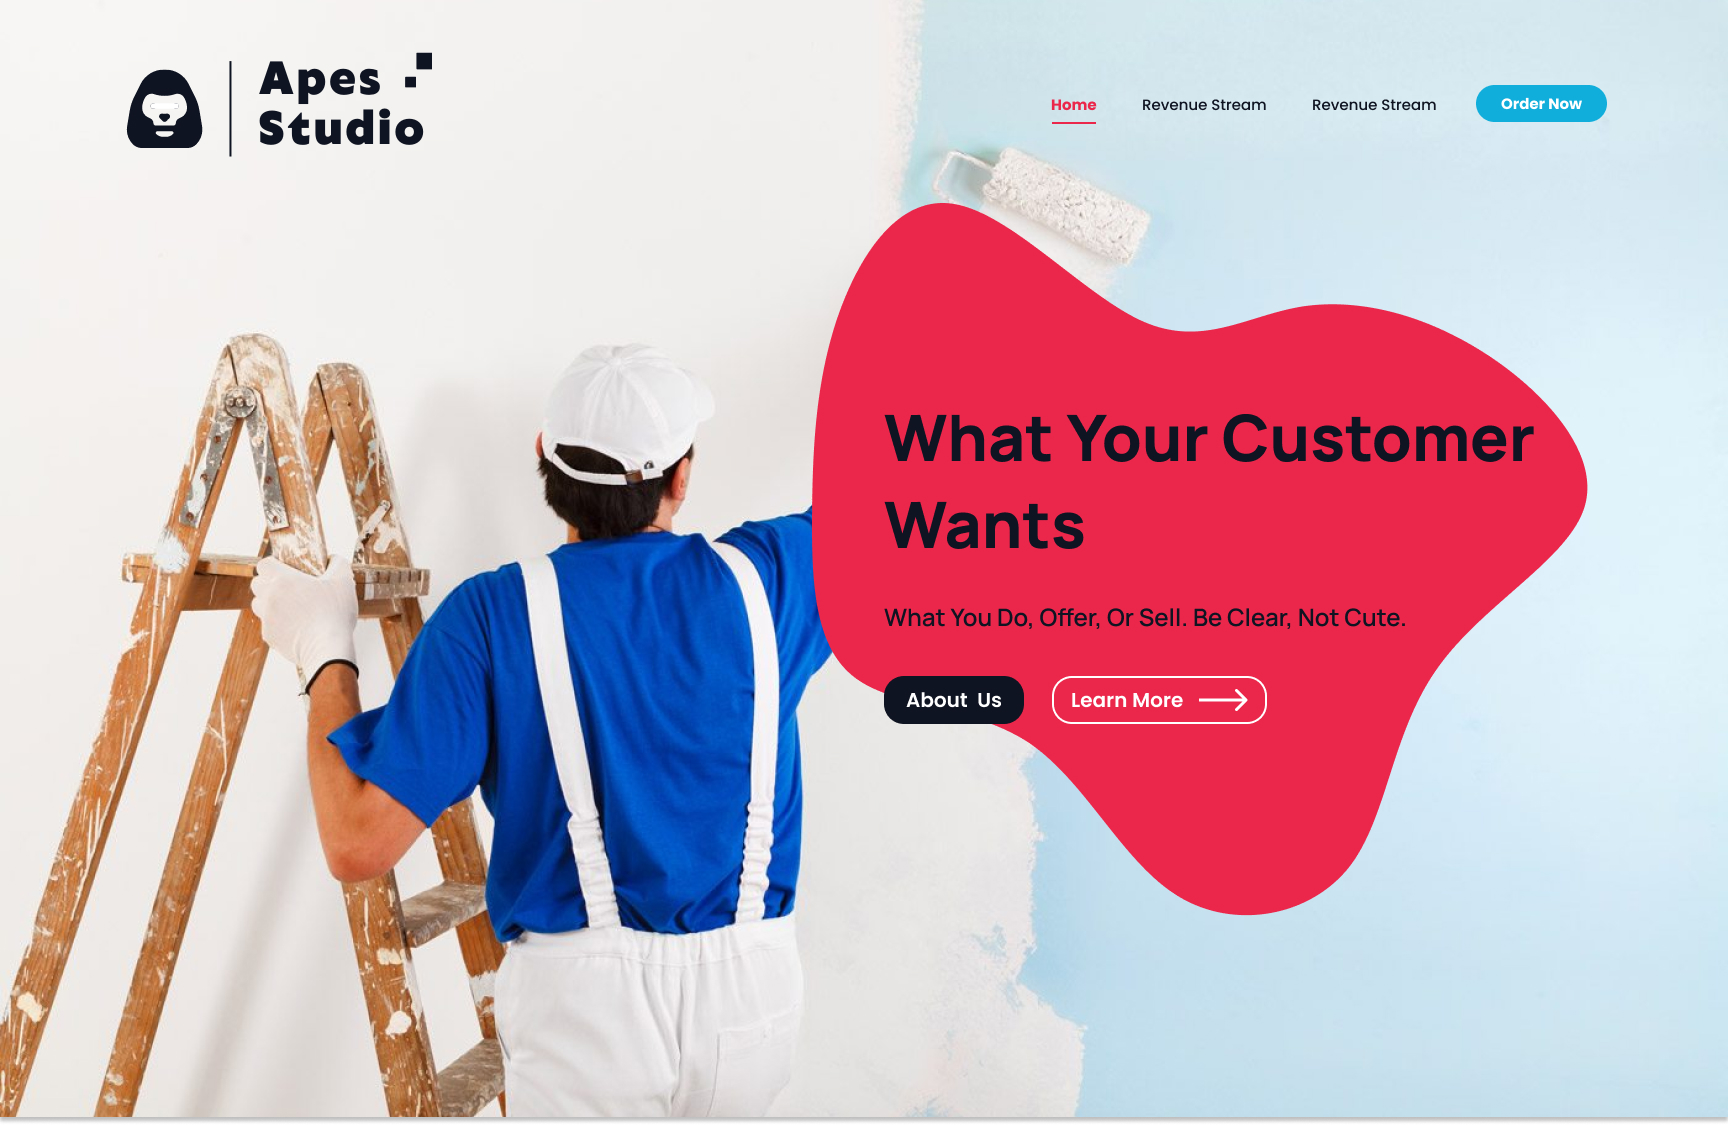 Apes
Studio
Home
Revenue Stream
Revenue Stream
Order Now
What Your Customer
Wants
What You Do, Offer, Or Sell. Be Clear, Not Cute.
About Us
Learn More